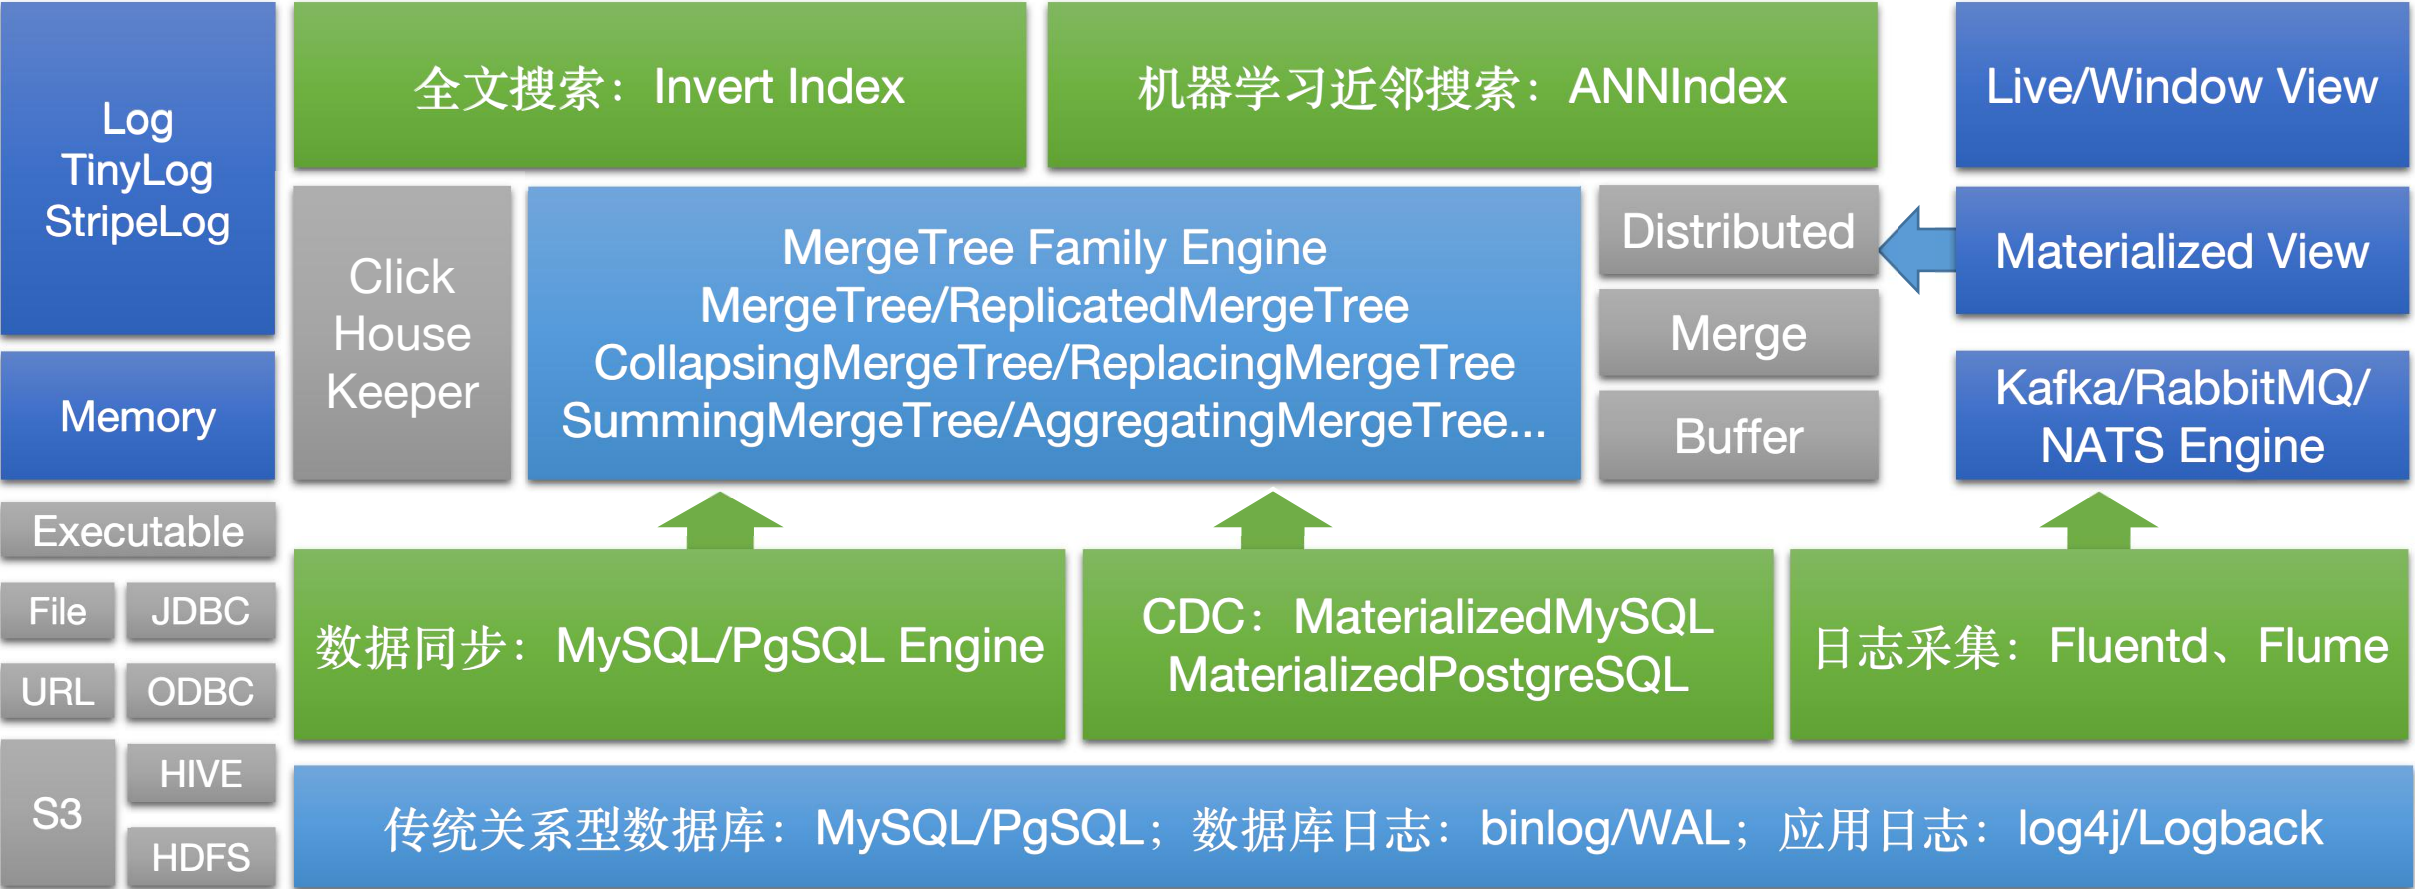 Log
TinyLog
StripeLog
Memory
Executable
File
JDBC
URL
ODBC
S3
HIVE
HDFS
全文搜索：Invert Index
机器学习近邻搜索：ANNIndex
Live/Window View
Click
House
Keeper
MergeTree Family Engine
MergeTree/ReplicatedMergeTree
CollapsingMergeTree/ReplacingMergeTree
SummingMergeTree/AggregatingMergeTree...
Distributed
Merge
Buffer
Materialized View
Kafka/RabbitMQ/
NATS Engine
数据同步：MySQL/PgSQL Engine
CDC：MaterializedMySQL
MaterializedPostgreSQL
日志采集：Fluentd、Flume
传统关系型数据库：MySQL/PgSQL；数据库日志：binlog/WAL；应用日志：log4j/Logback